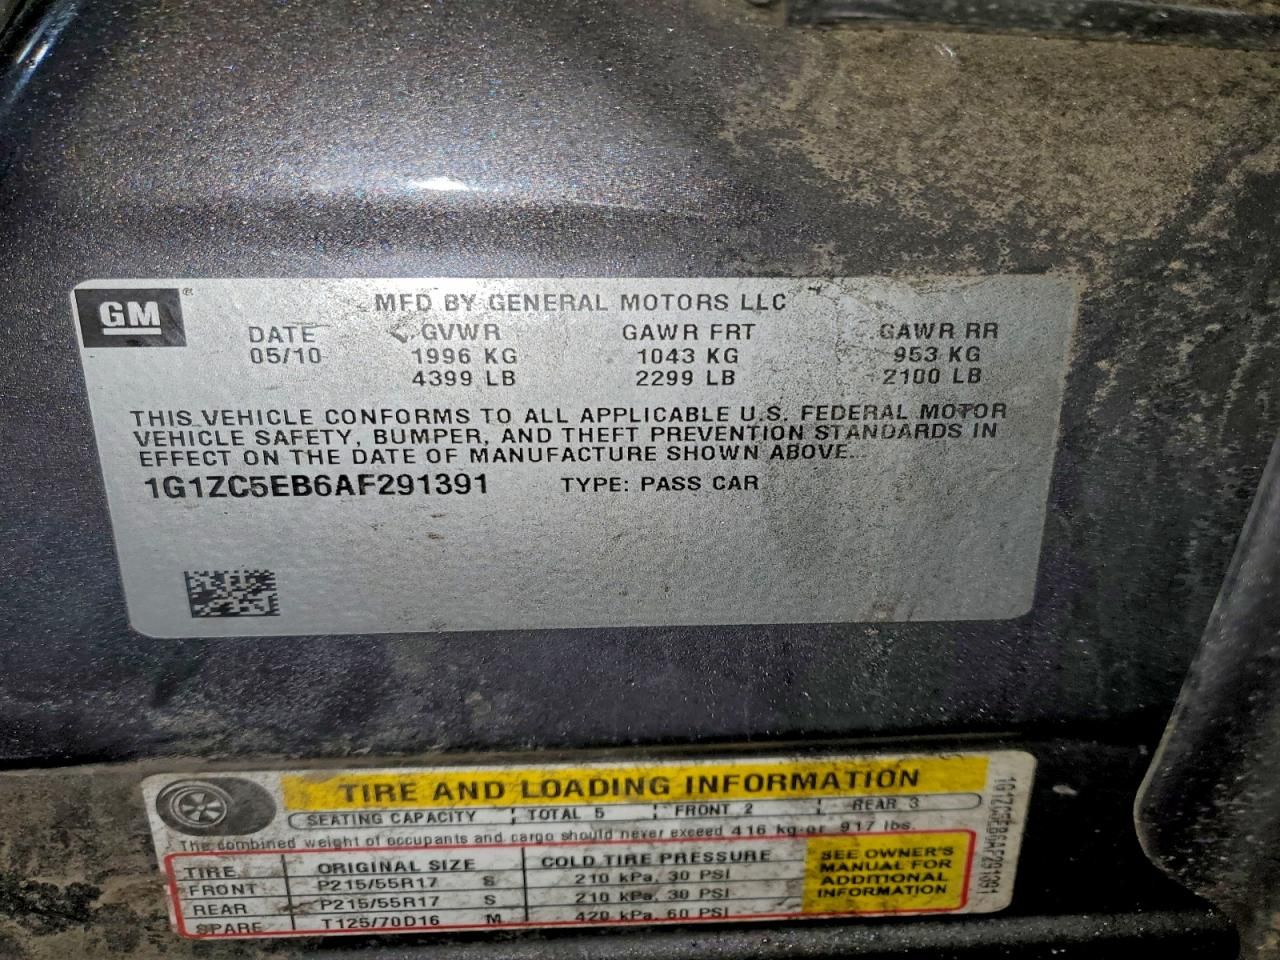 GM ®
MFD BY GENERAL MOTORS LLC
DATE GVWR GAWR FRT GAWR RR
05/10 1996 KG 1043 KG 953 KG
4399 LB 2299 LB 2100 LB
THIS VEHICLE CONFORMS TO ALL APPLICABLE U.S. FEDERAL MOTOR
VEHICLE SAFETY, BUMPER, AND THEFT PREVENTION STANDARDS IN
EFFECT ON THE DATE OF MANUFACTURE SHOWN ABOVE.
1G1ZC5EB6AF291391 TYPE: PASS CAR
TIRE AND LOADING INFORMATION
SEATING CAPACITY TOTAL 5 FRONT 2 REAR 3
The combined weight of occupants and cargo should never exceed 416 kg or 917 lbs.
TIRE ORIGINAL SIZE COLD TIRE PRESSURE
FRONT P215/55R17 S 210 kPa, 30 PSI
REAR P215/55R17 S 210 kPa, 30 PSI
SPARE T125/70D16 M 420 kPa, 60 PSI
SEE OWNER'S
MANUAL FOR
ADDITIONAL
INFORMATION
1G1ZC5EB6AF291391